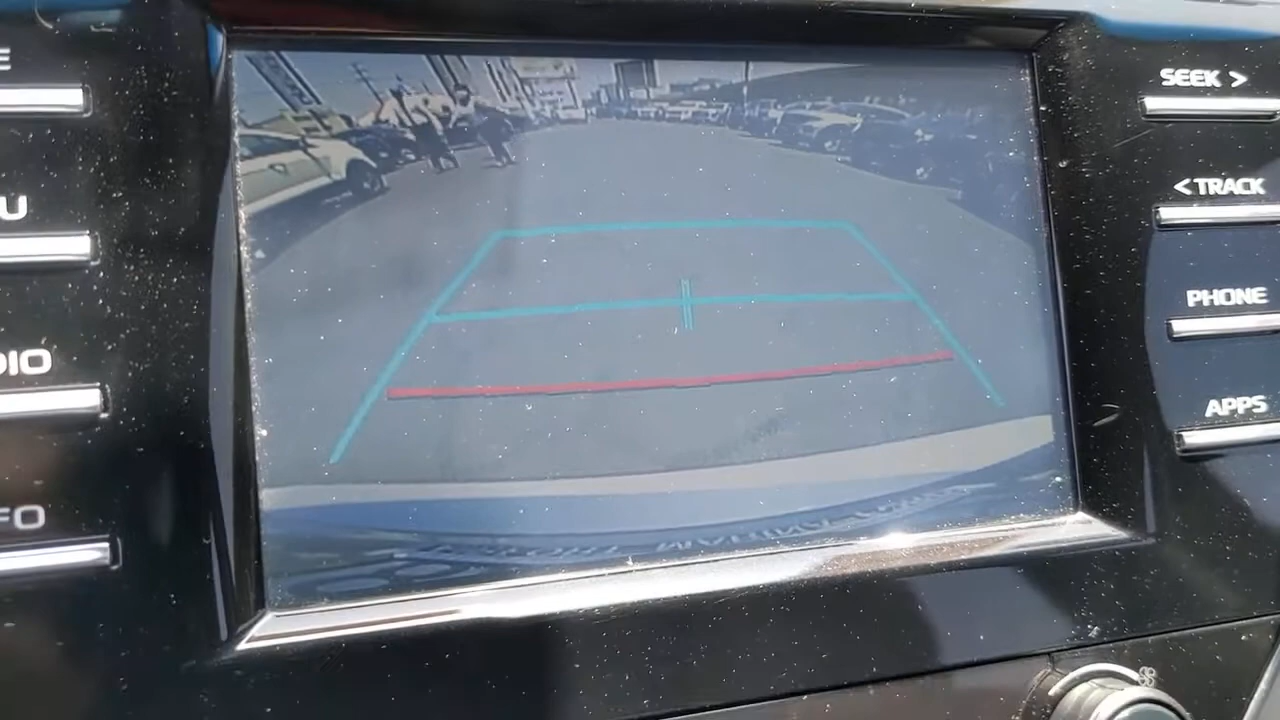 E
SEEK >
U
< TRACK
DIO
PHONE
FO
APPS